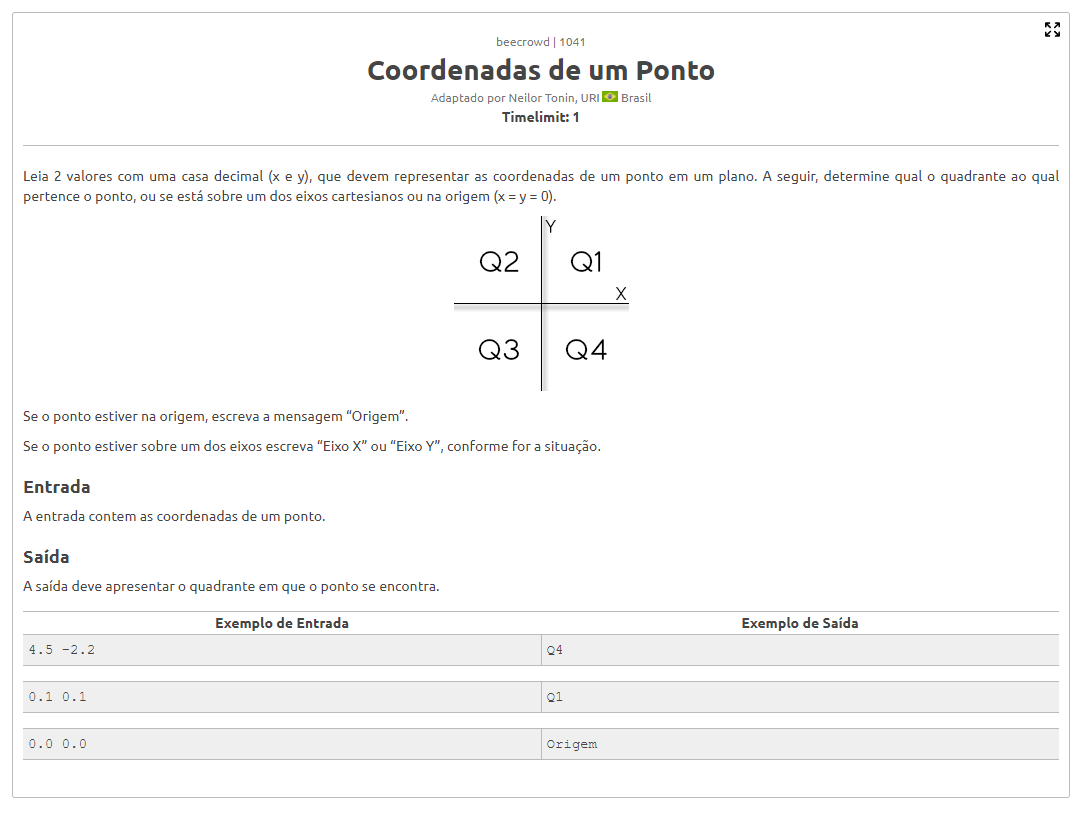 beecrowd | 1041
Coordenadas de um Ponto
Adaptado por Neilor Tonin, URI Brasil
Timelimit: 1
Leia 2 valores com uma casa decimal (x e y), que devem representar as coordenadas de um ponto em um plano. A seguir, determine qual o quadrante ao qual
pertence o ponto, ou se está sobre um dos eixos cartesianos ou na origem (x = y = 0).
Y
Q2 Q1
X
Q3 Q4
Se o ponto estiver na origem, escreva a mensagem “Origem”.
Se o ponto estiver sobre um dos eixos escreva “Eixo X” ou “Eixo Y”, conforme for a situação.
Entrada
A entrada contem as coordenadas de um ponto.
Saída
A saída deve apresentar o quadrante em que o ponto se encontra.
Exemplo de Entrada Exemplo de Saída
4.5 -2.2 Q4
0.1 0.1 Q1
0.0 0.0 Origem